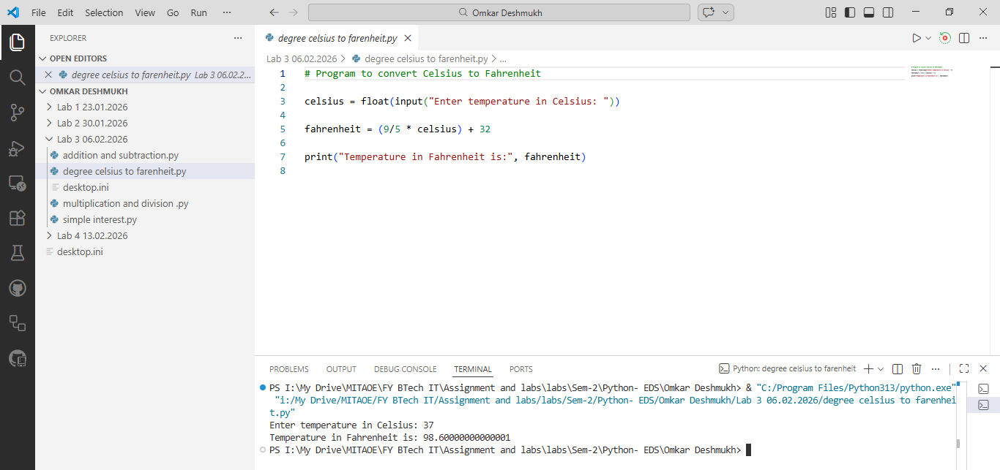 File Edit Selection View Go Run ···
Omkar Deshmukh
EXPLORER ···
OPEN EDITORS
degree celsius to farenheit.py Lab 3 06.02.2...
OMKAR DESHMUKH
Lab 1 23.01.2026
Lab 2 30.01.2026
Lab 3 06.02.2026
addition and subtraction.py
degree celsius to farenheit.py
desktop.ini
multiplication and division .py
simple interest.py
Lab 4 13.02.2026
desktop.ini
degree celsius to farenheit.py
Lab 3 06.02.2026 > degree celsius to farenheit.py > ...
1 # Program to convert Celsius to Fahrenheit
2
3 celsius = float(input("Enter temperature in Celsius: "))
4
5 fahrenheit = (9/5 * celsius) + 32
6
7 print("Temperature in Fahrenheit is:", fahrenheit)
8
PROBLEMS OUTPUT DEBUG CONSOLE TERMINAL PORTS
Python: degree celsius to farenheit
PS I:\My Drive\MITAOE\FY BTech IT\Assignment and labs\labs\Sem-2\Python- EDS\Omkar Deshmukh> & "C:/Program Files/Python313/python.exe"
"i:/My Drive/MITAOE/FY BTech IT/Assignment and labs/labs/Sem-2/Python- EDS/Omkar Deshmukh/Lab 3 06.02.2026/degree celsius to farenhei
t.py"
Enter temperature in Celsius: 37
Temperature in Fahrenheit is: 98.60000000000001
PS I:\My Drive\MITAOE\FY BTech IT\Assignment and labs\labs\Sem-2\Python- EDS\Omkar Deshmukh>